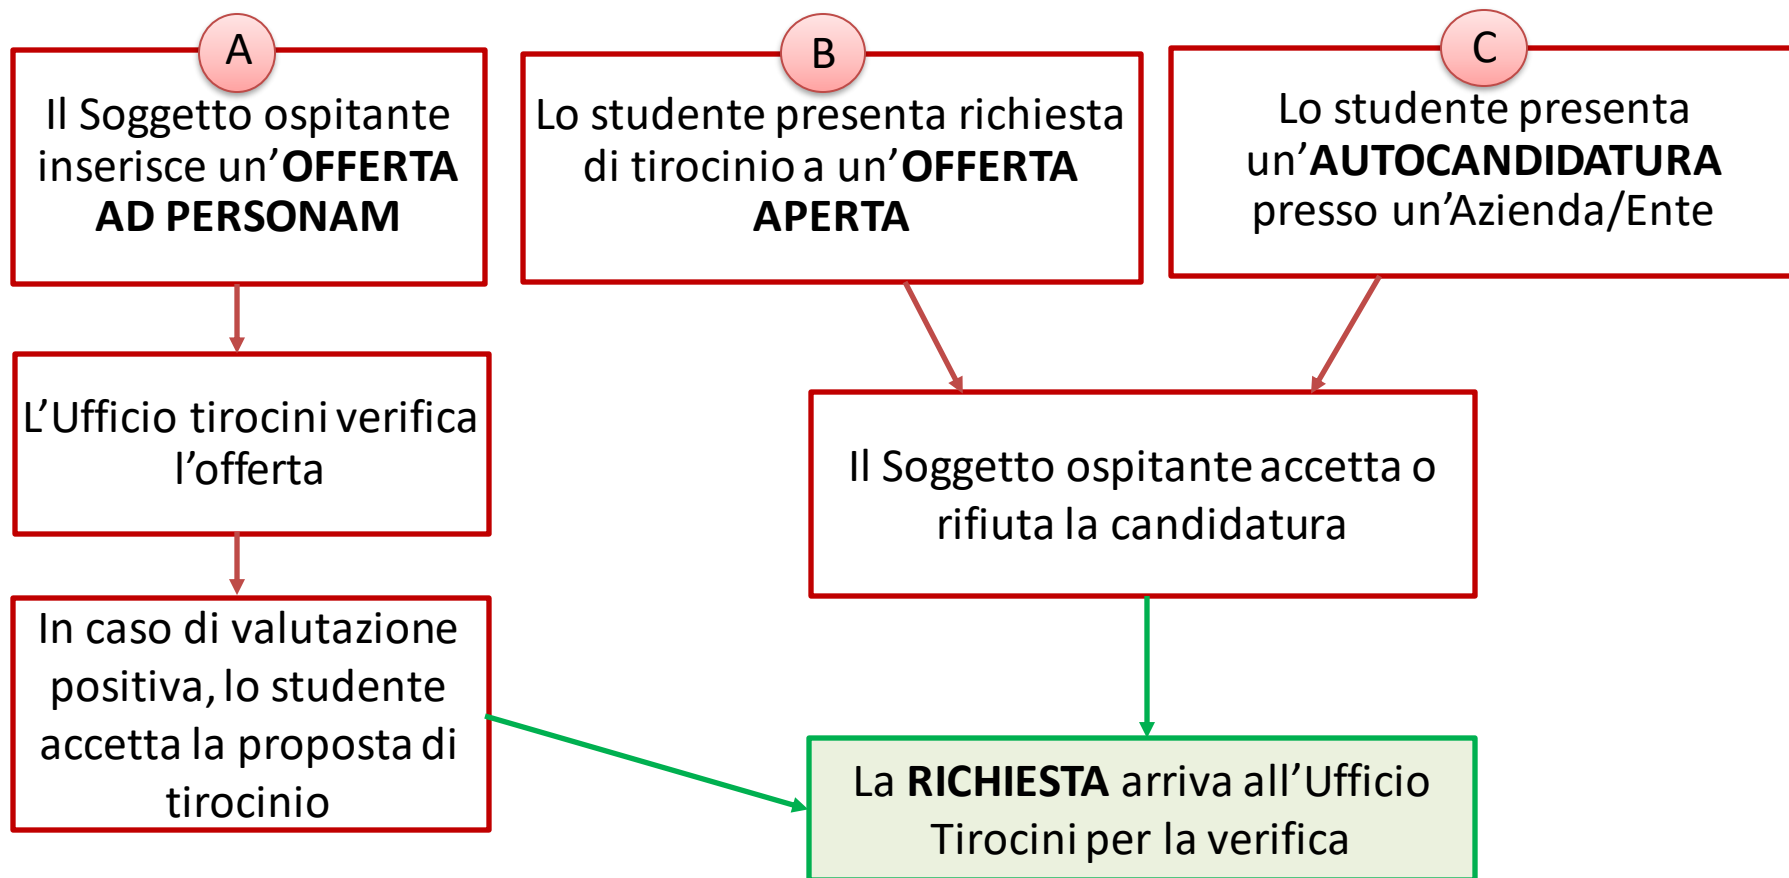 A
Il Soggetto ospitante
inserisce un’OFFERTA
AD PERSONAM
B
Lo studente presenta richiesta
di tirocinio a un’OFFERTA
APERTA
C
Lo studente presenta
un’AUTOCANDIDATURA
presso un’Azienda/Ente
L’Ufficio tirocini verifica
l’offerta
Il Soggetto ospitante accetta o
rifiuta la candidatura
In caso di valutazione
positiva, lo studente
accetta la proposta di
tirocinio
La RICHIESTA arriva all’Ufficio
Tirocini per la verifica